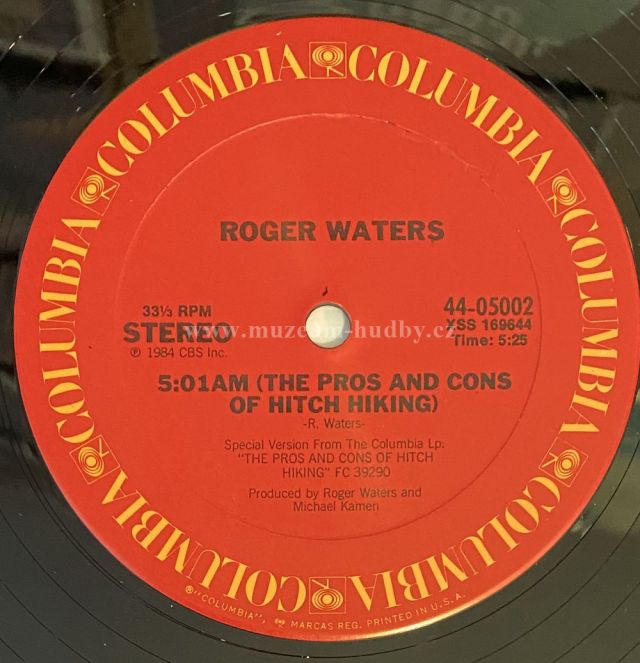 COLUMBIA COLUMBIA COLUMBIA COLUMBIA COLUMBIA COLUMBIA COLUMBIA COLUMBIA
ROGER WATERS
33⅓ RPM
STEREO
℗ 1984 CBS Inc.
44-05002
XSS 169644
Time: 5:25
www.muzeum-hudby.cz
5:01AM (THE PROS AND CONS
OF HITCH HIKING)
-R. Waters-
Special Version From The Columbia Lp:
"THE PROS AND CONS OF HITCH
HIKING" FC 39290
Produced by Roger Waters and
Michael Kamen
®"COLUMBIA", MARCAS REG. PRINTED IN U.S.A.